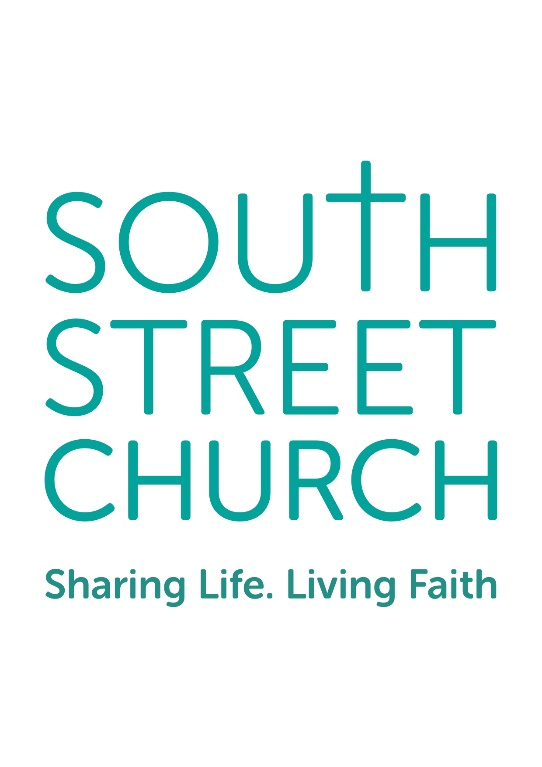 SOUTH
STREET
CHURCH
Sharing Life. Living Faith